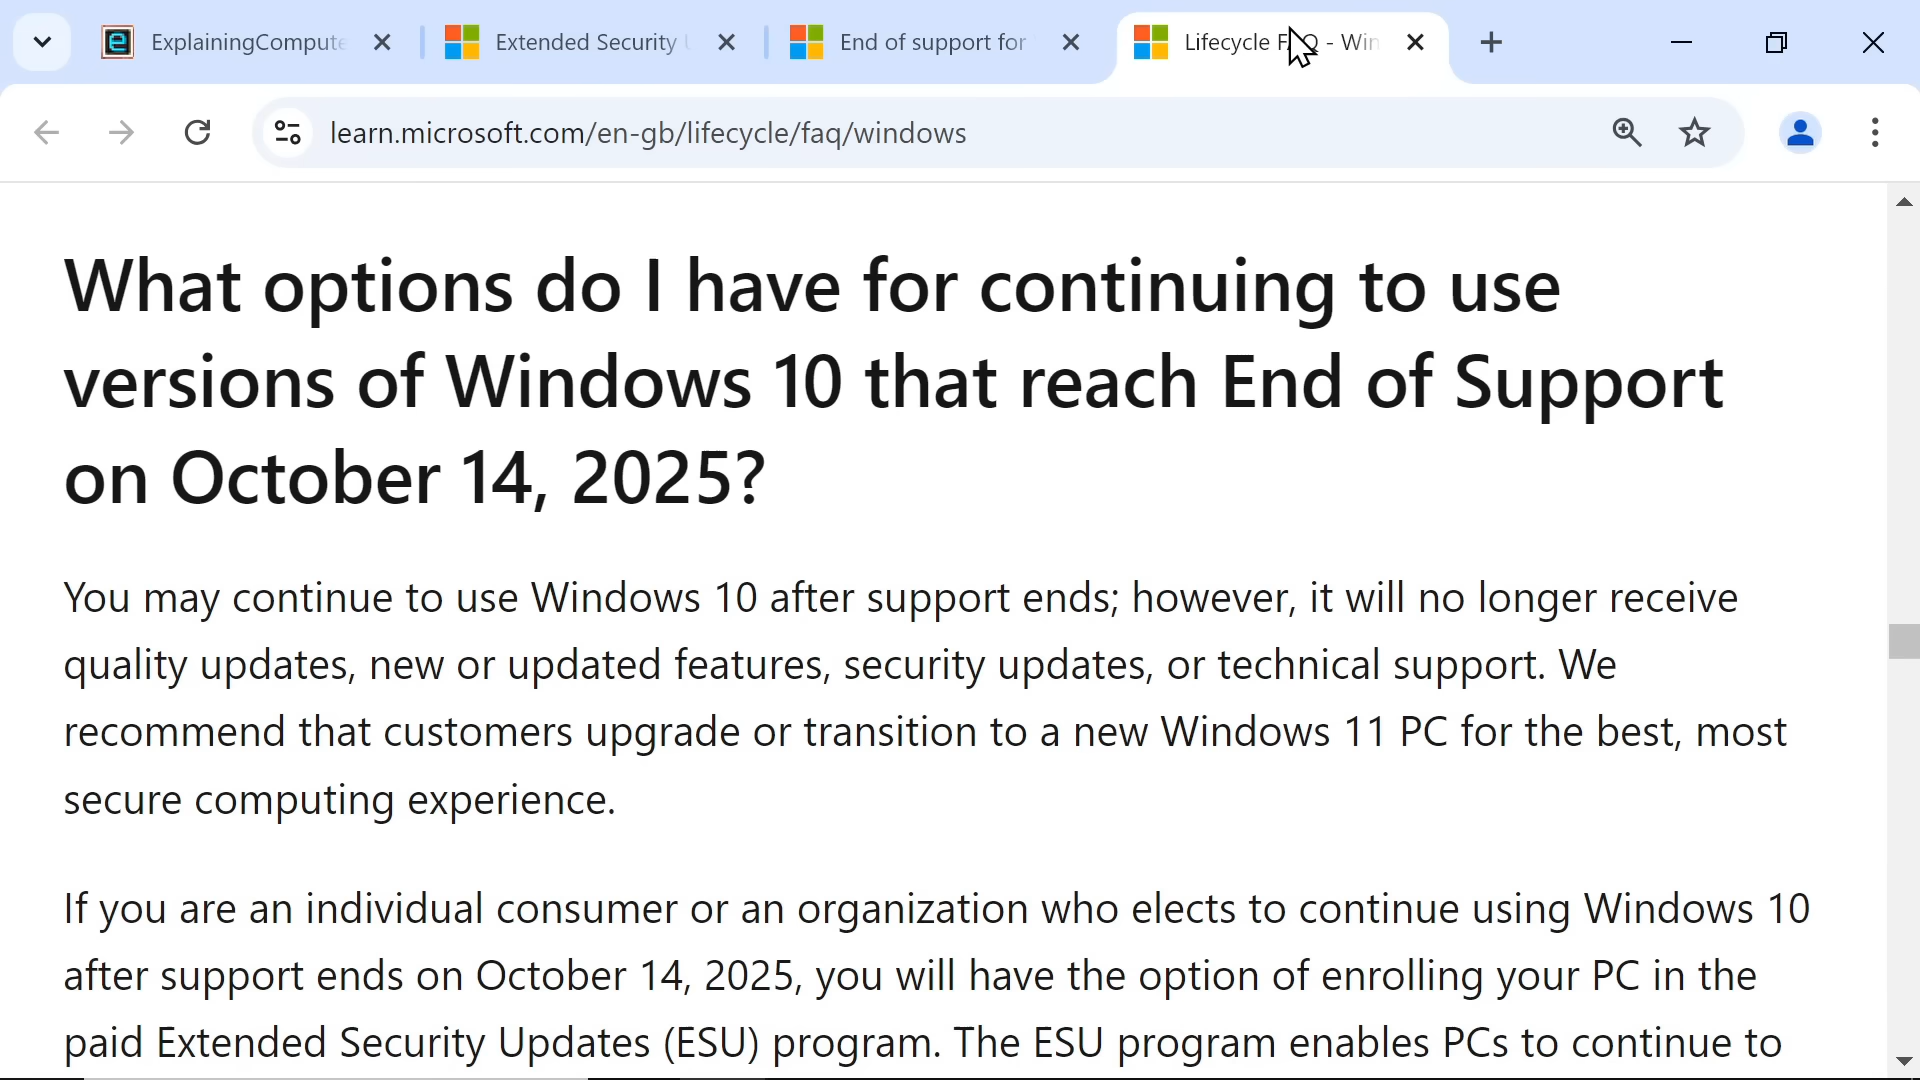 ExplainingCompute
Extended Security
End of support for
Lifecycle FAQ - Win
learn.microsoft.com/en-gb/lifecycle/faq/windows
What options do I have for continuing to use
versions of Windows 10 that reach End of Support
on October 14, 2025?
You may continue to use Windows 10 after support ends; however, it will no longer receive
quality updates, new or updated features, security updates, or technical support. We
recommend that customers upgrade or transition to a new Windows 11 PC for the best, most
secure computing experience.
If you are an individual consumer or an organization who elects to continue using Windows 10
after support ends on October 14, 2025, you will have the option of enrolling your PC in the
paid Extended Security Updates (ESU) program. The ESU program enables PCs to continue to